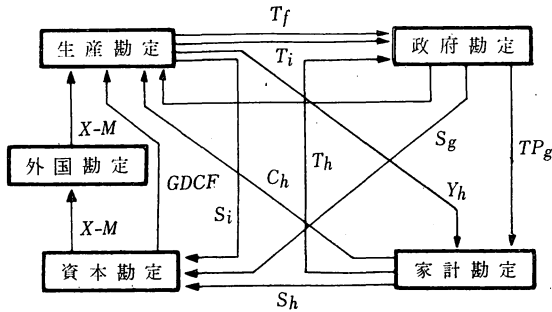 T_f
生産勘定
政府勘定
T_i
X-M
S_g
外国勘定
GDCF
C_h
T_h
TP_g
Y_h
S_i
X-M
資本勘定
家計勘定
S_h